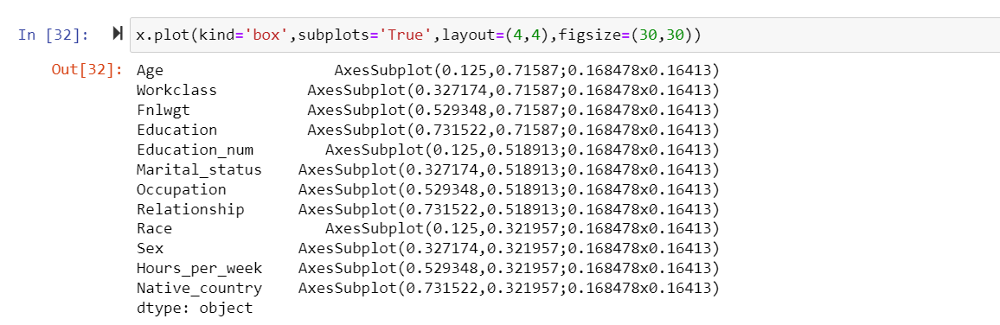 In [32]: x.plot(kind='box',subplots='True',layout=(4,4),figsize=(30,30))
Out[32]: Age AxesSubplot(0.125,0.71587;0.168478x0.16413)
Workclass AxesSubplot(0.327174,0.71587;0.168478x0.16413)
Fnlwgt AxesSubplot(0.529348,0.71587;0.168478x0.16413)
Education AxesSubplot(0.731522,0.71587;0.168478x0.16413)
Education_num AxesSubplot(0.125,0.518913;0.168478x0.16413)
Marital_status AxesSubplot(0.327174,0.518913;0.168478x0.16413)
Occupation AxesSubplot(0.529348,0.518913;0.168478x0.16413)
Relationship AxesSubplot(0.731522,0.518913;0.168478x0.16413)
Race AxesSubplot(0.125,0.321957;0.168478x0.16413)
Sex AxesSubplot(0.327174,0.321957;0.168478x0.16413)
Hours_per_week AxesSubplot(0.529348,0.321957;0.168478x0.16413)
Native_country AxesSubplot(0.731522,0.321957;0.168478x0.16413)
dtype: object